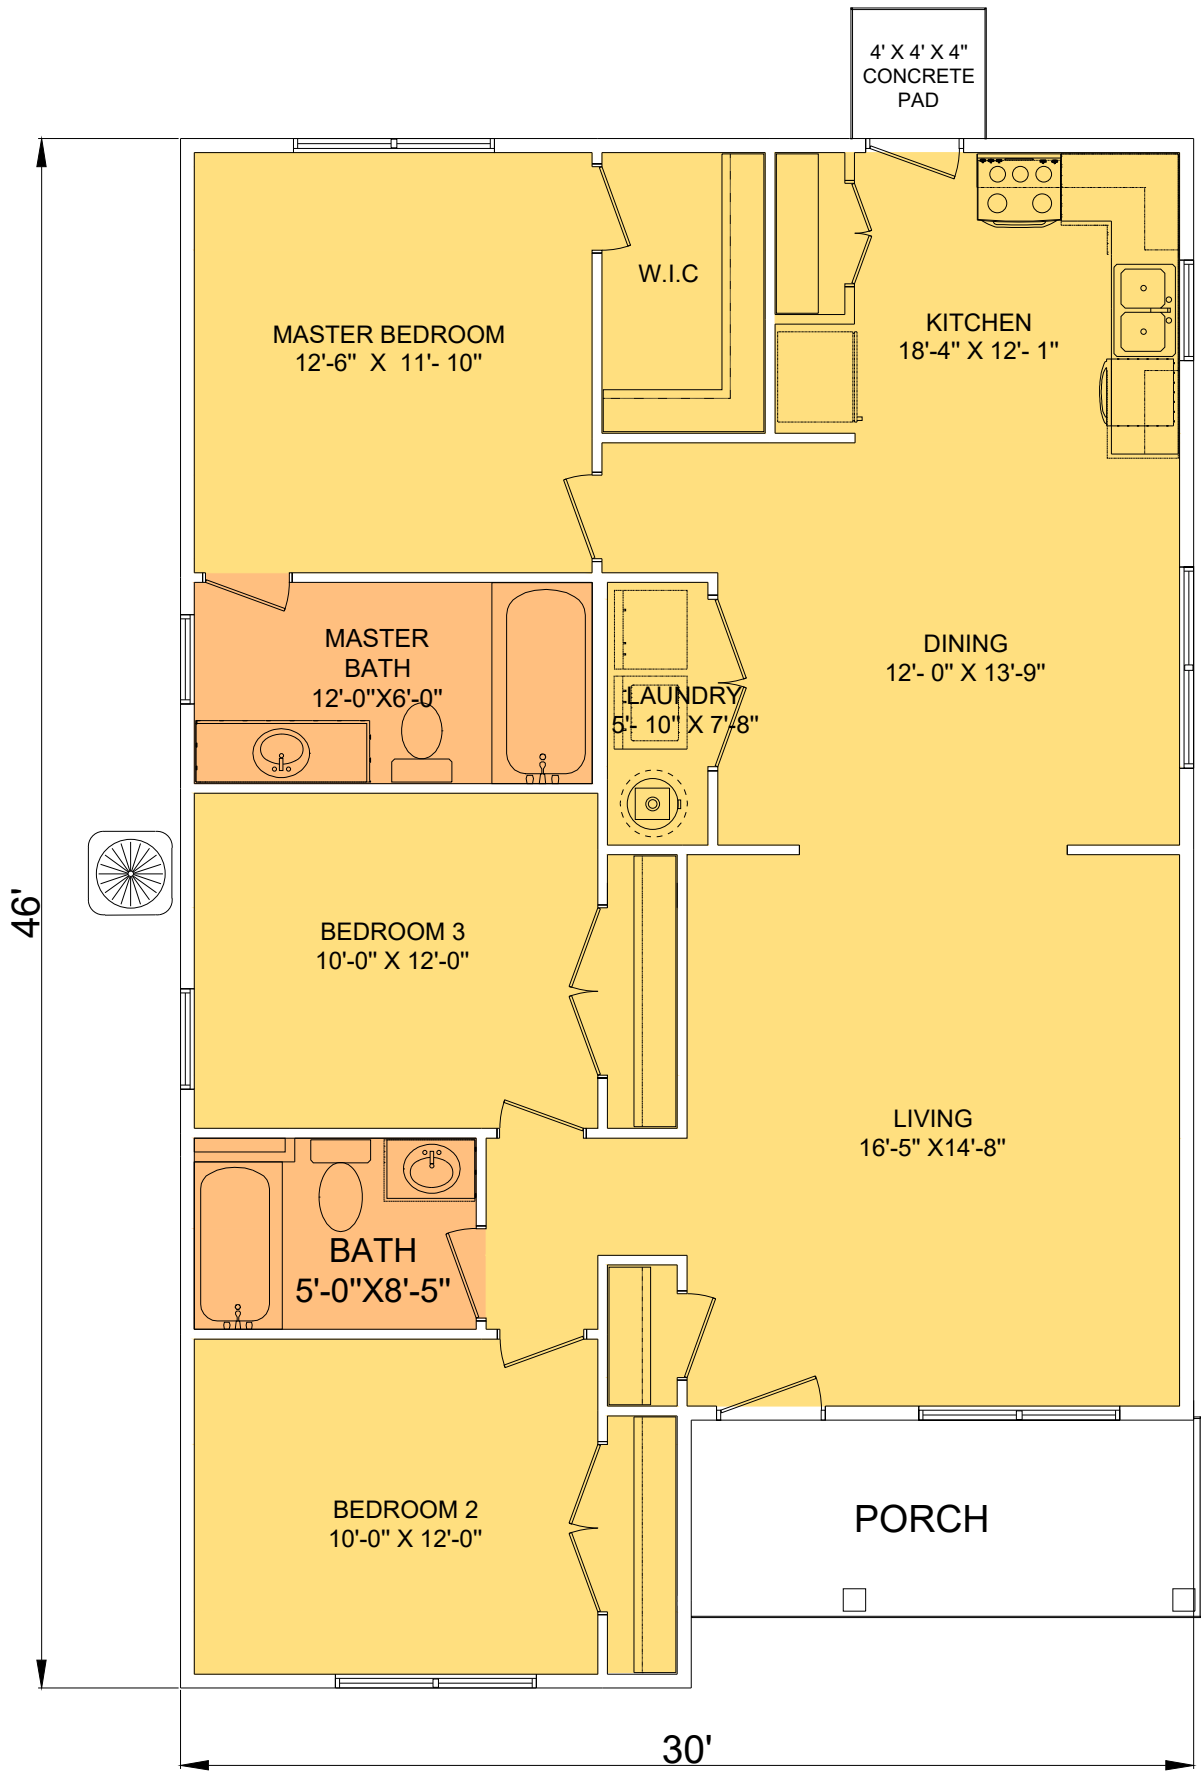 4' X 4' X 4"
CONCRETE
PAD
W.I.C
KITCHEN
18'-4" X 12'- 1"
MASTER BEDROOM
12'-6" X 11'- 10"
MASTER
BATH
12'-0"X6'-0"
LAUNDRY
5'- 10" X 7'-8"
DINING
12'- 0" X 13'-9"
46'
BEDROOM 3
10'-0" X 12'-0"
LIVING
16'-5" X14'-8"
BATH
5'-0"X8'-5"
BEDROOM 2
10'-0" X 12'-0"
PORCH
30'